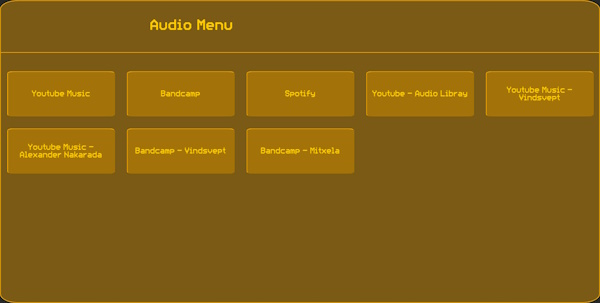 Audio Menu
Youtube Music
Bandcamp
Spotify
Youtube - Audio Libray
Youtube Music -
Vindsvept
Youtube Music -
Alexander Nakarada
Bandcamp - Vindsvept
Bandcamp - Mitxela